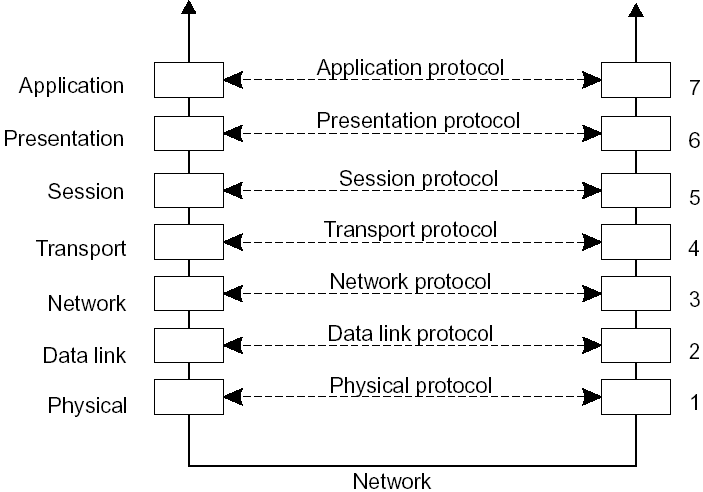 Application Application protocol 7
Presentation Presentation protocol 6
Session Session protocol 5
Transport Transport protocol 4
Network Network protocol 3
Data link Data link protocol 2
Physical Physical protocol 1
Network